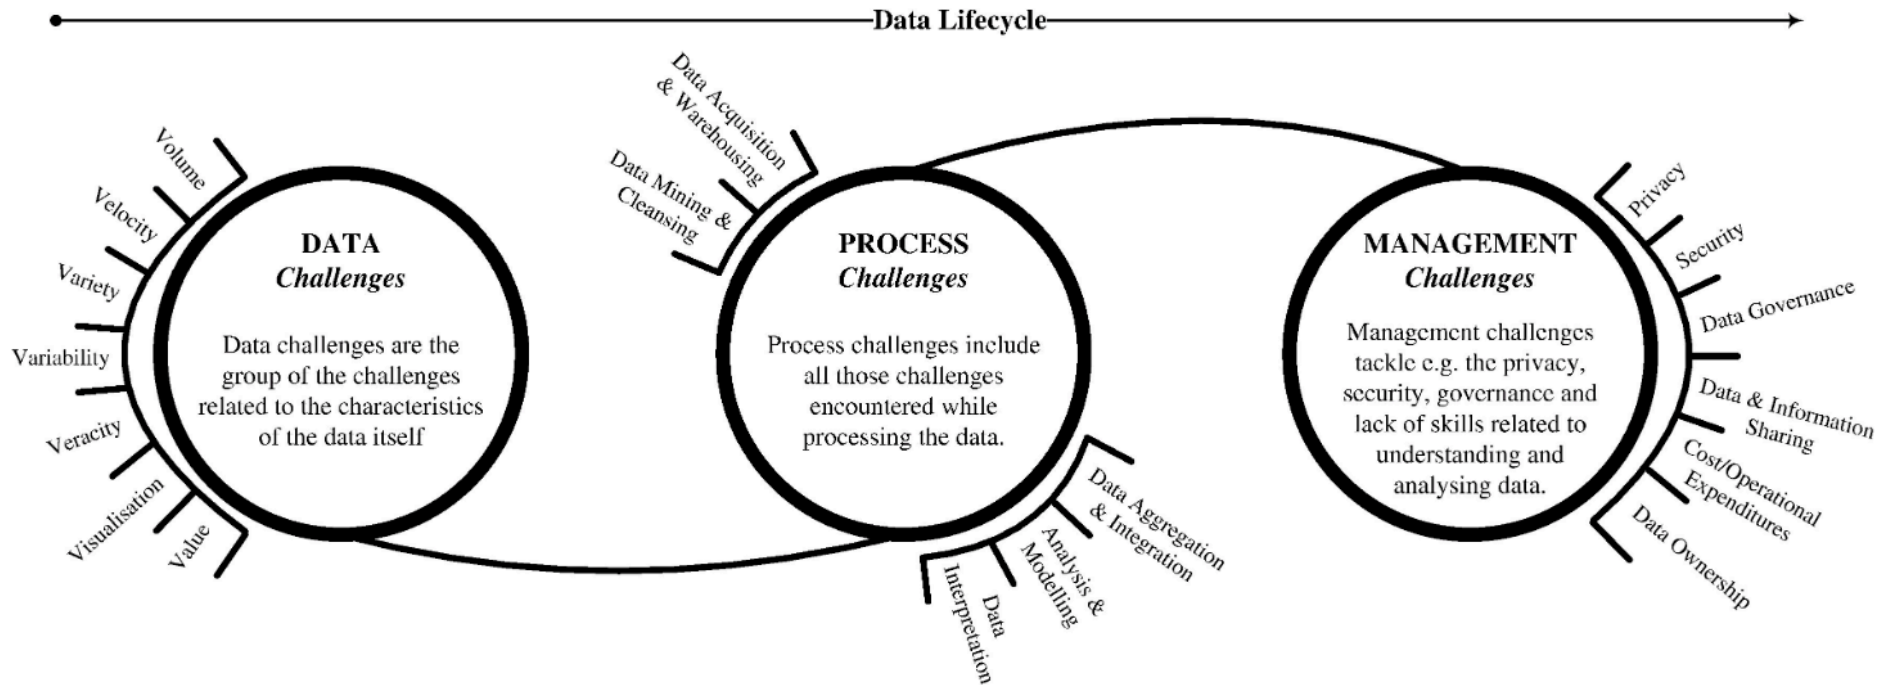 Data Lifecycle
Volume
Velocity
Variety
Variability
Veracity
Visualisation
Value
DATA
Challenges
Data challenges are the
group of the challenges
related to the characteristics
of the data itself
Data Acquisition
& Warehousing
Data Mining &
Cleansing
PROCESS
Challenges
Process challenges include
all those challenges
encountered while
processing the data.
Data Aggregation
& Integration
Analysis &
Modelling
Data
Interpretation
MANAGEMENT
Challenges
Management challenges
tackle e.g. the privacy,
security, governance and
lack of skills related to
understanding and
analysing data.
Privacy
Security
Data Governance
Data & Information
Sharing
Cost/Operational
Expenditures
Data Ownership